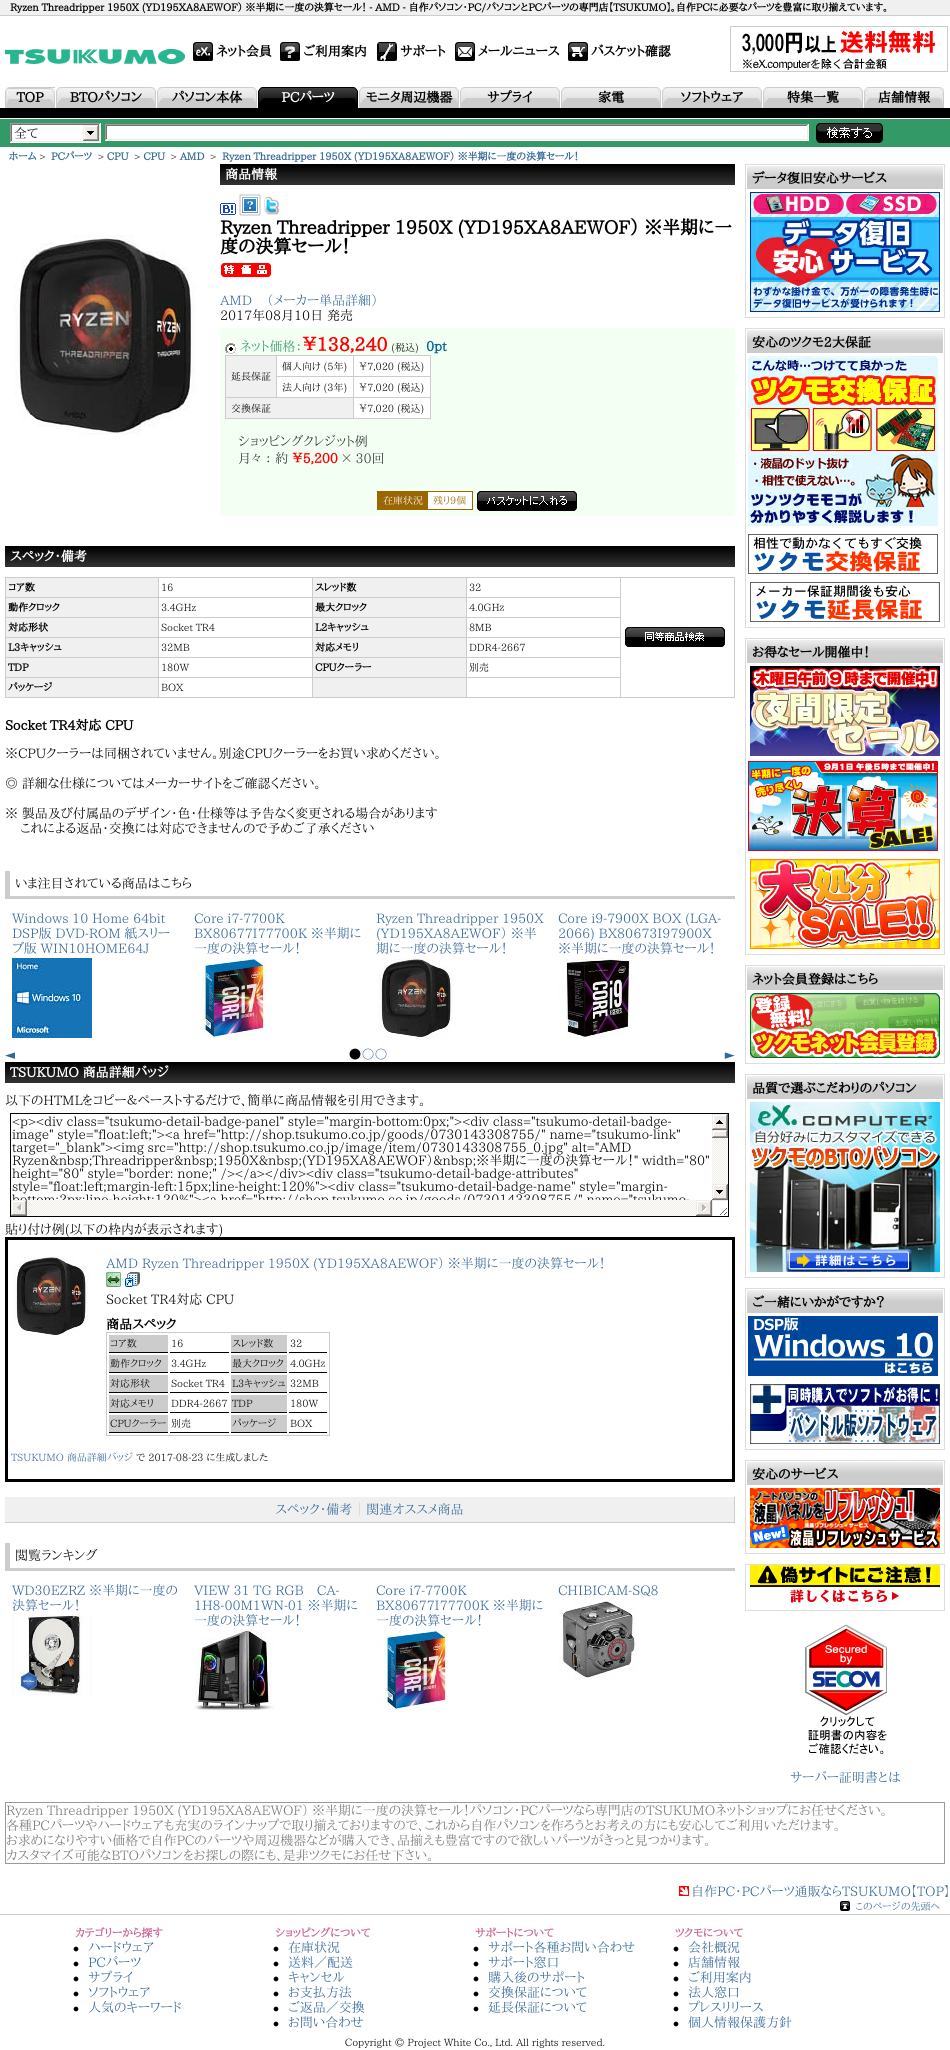 Ryzen Threadripper 1950X (YD195XA8AEWOF) ※半期に一度の決算セール! - AMD - 自作パソコン・PC/パソコンとPCパーツの専門店【TSUKUMO】。自作PCに必要なパーツを豊富に取り揃えています。
3,000円以上 送料無料
※eX.computerを除く合計金額
TSUKUMO eX. ネット会員 ご利用案内 サポート メールニュース バスケット確認
TOP BTOパソコン パソコン本体 PCパーツ モニタ周辺機器 サプライ 家電 ソフトウェア 特集一覧 店舗情報
全て 検索する
ホーム > PCパーツ > CPU > CPU > AMD > Ryzen Threadripper 1950X (YD195XA8AEWOF) ※半期に一度の決算セール!
商品情報
Ryzen Threadripper 1950X (YD195XA8AEWOF) ※半期に一
度の決算セール!
特価品
AMD (メーカー単品詳細)
2017年08月10日 発売
ネット価格: ¥138,240 (税込) 0pt
延長保証 個人向け (5年) ¥7,020 (税込)
法人向け (3年) ¥7,020 (税込)
交換保証 ¥7,020 (税込)
ショッピングクレジット例
月々 : 約 ¥5,200 × 30回
在庫状況 残り9個 バスケットに入れる
RYZEN
THREADRIPPER
スペック・備考
コア数 16 スレッド数 32
動作クロック 3.4GHz 最大クロック 4.0GHz
対応形状 Socket TR4 L2キャッシュ 8MB
同等商品検索
L3キャッシュ 32MB 対応メモリ DDR4-2667
TDP 180W CPUクーラー 別売
パッケージ BOX
Socket TR4対応 CPU
※CPUクーラーは同梱されていません。別途CPUクーラーをお買い求めください。
◎ 詳細な仕様についてはメーカーサイトをご確認ください。
※ 製品及び付属品のデザイン・色・仕様等は予告なく変更される場合があります
これによる返品・交換には対応できませんので予めご了承ください
いま注目されている商品はこちら
Windows 10 Home 64bit
DSP版 DVD-ROM 紙スリー
ブ版 WIN10HOME64J
Home
Windows 10
Microsoft
Core i7-7700K
BX80677I77700K ※半期に
一度の決算セール!
CORE i7
Ryzen Threadripper 1950X
(YD195XA8AEWOF) ※半
期に一度の決算セール!
RYZEN
Core i9-7900X BOX (LGA-
2066) BX80673I97900X
※半期に一度の決算セール!
CORE i9
TSUKUMO 商品詳細バッジ
以下のHTMLをコピー&ペーストするだけで、簡単に商品情報を引用できます。
<p><div class="tsukumo-detail-badge-panel" style="margin-bottom:0px;"><div class="tsukumo-detail-badge-
image" style="float:left;"><a href="http://shop.tsukumo.co.jp/goods/0730143308755/" name="tsukumo-link"
target="_blank"><img src="http://shop.tsukumo.co.jp/image/item/0730143308755_0.jpg" alt="AMD
Ryzen&nbsp;Threadripper&nbsp;1950X&nbsp;(YD195XA8AEWOF)&nbsp;※半期に一度の決算セール!" width="80"
height="80" style="border: none;" /></a></div><div class="tsukumo-detail-badge-attributes"
style="float:left;margin-left:15px;line-height:120%"><div class="tsukumo-detail-badge-name" style="margin-
bottom:2px;line-height:120%"><a href="http://shop.tsukumo.co.jp/goods/0730143308755/" name="tsukumo-
貼り付け例(以下の枠内が表示されます)
AMD Ryzen Threadripper 1950X (YD195XA8AEWOF) ※半期に一度の決算セール!
RYZEN
Socket TR4対応 CPU
商品スペック
コア数 16 スレッド数 32
動作クロック 3.4GHz 最大クロック 4.0GHz
対応形状 Socket TR4 L3キャッシュ 32MB
対応メモリ DDR4-2667 TDP 180W
CPUクーラー 別売 パッケージ BOX
TSUKUMO 商品詳細バッジ で 2017-08-23 に生成しました
スペック・備考 | 関連オススメ商品
閲覧ランキング
WD30EZRZ ※半期に一度の
決算セール!
VIEW 31 TG RGB CA-
1H8-00M1WN-01 ※半期に
一度の決算セール!
Core i7-7700K
BX80677I77700K ※半期に
一度の決算セール!
CORE i7
CHIBICAM-SQ8
データ復旧安心サービス
HDD SSD
データ復旧
安心サービス
わずかな掛け金で、万が一の障害発生時に
データ復旧サービスが受けられます!
安心のツクモ2大保証
こんな時…つけてて良かった
ツクモ交換保証
・液晶のドット抜け
・相性で使えない…。
ツンツクモモコが
分かりやすく解説します!
相性で動かなくてもすぐ交換
ツクモ交換保証
メーカー保証期間後も安心
ツクモ延長保証
お得なセール開催中!
木曜日午前9時まで開催中!
夜間限定
セール
9月1日 午後5時まで開催中!
半期に一度の
売り尽くし
決算
SALE!
大処分
SALE!!
ネット会員登録はこちら
登録
無料!
ツクモネット会員登録
品質で選ぶこだわりのパソコン
eX.COMPUTER
自分好みにカスタマイズできる
ツクモのBTOパソコン
詳細はこちら
ご一緒にいかがですか?
DSP版
Windows 10
はこちら
同時購入でソフトがお得に!
バンドル版ソフトウェア
安心のサービス
ノートパソコンの
液晶パネルをリフレッシュ!
液晶リフレッシュサービス
New! 液晶リフレッシュサービス
偽サイトにご注意!
詳しくはこちら
Secured
by
SECOM
クリックして
証明書の内容を
ご確認ください。
サーバー証明書とは
Ryzen Threadripper 1950X (YD195XA8AEWOF) ※半期に一度の決算セール!パソコン・PCパーツなら専門店のTSUKUMOネットショップにお任せください。
各種PCパーツやハードウェアも充実のラインナップで取り揃えておりますので、これから自作パソコンを作ろうとお考えの方にも安心してご利用いただけます。
お求めになりやすい価格で自作PCのパーツや周辺機器などが購入でき、品揃えも豊富ですので欲しいパーツがきっと見つかります。
カスタマイズ可能なBTOパソコンをお探しの際にも、是非ツクモにお任せ下さい。
自作PC・PCパーツ通販ならTSUKUMO【TOP】
このページの先頭へ
カテゴリーから探す
ハードウェア
PCパーツ
サプライ
ソフトウェア
人気のキーワード
ショッピングについて
在庫状況
送料/配送
キャンセル
お支払方法
ご返品/交換
お問い合わせ
サポートについて
サポート各種お問い合わせ
サポート窓口
購入後のサポート
交換保証について
延長保証について
ツクモについて
会社概況
店舗情報
ご利用案内
法人窓口
プレスリリース
個人情報保護方針
Copyright © Project White Co., Ltd. All rights reserved.